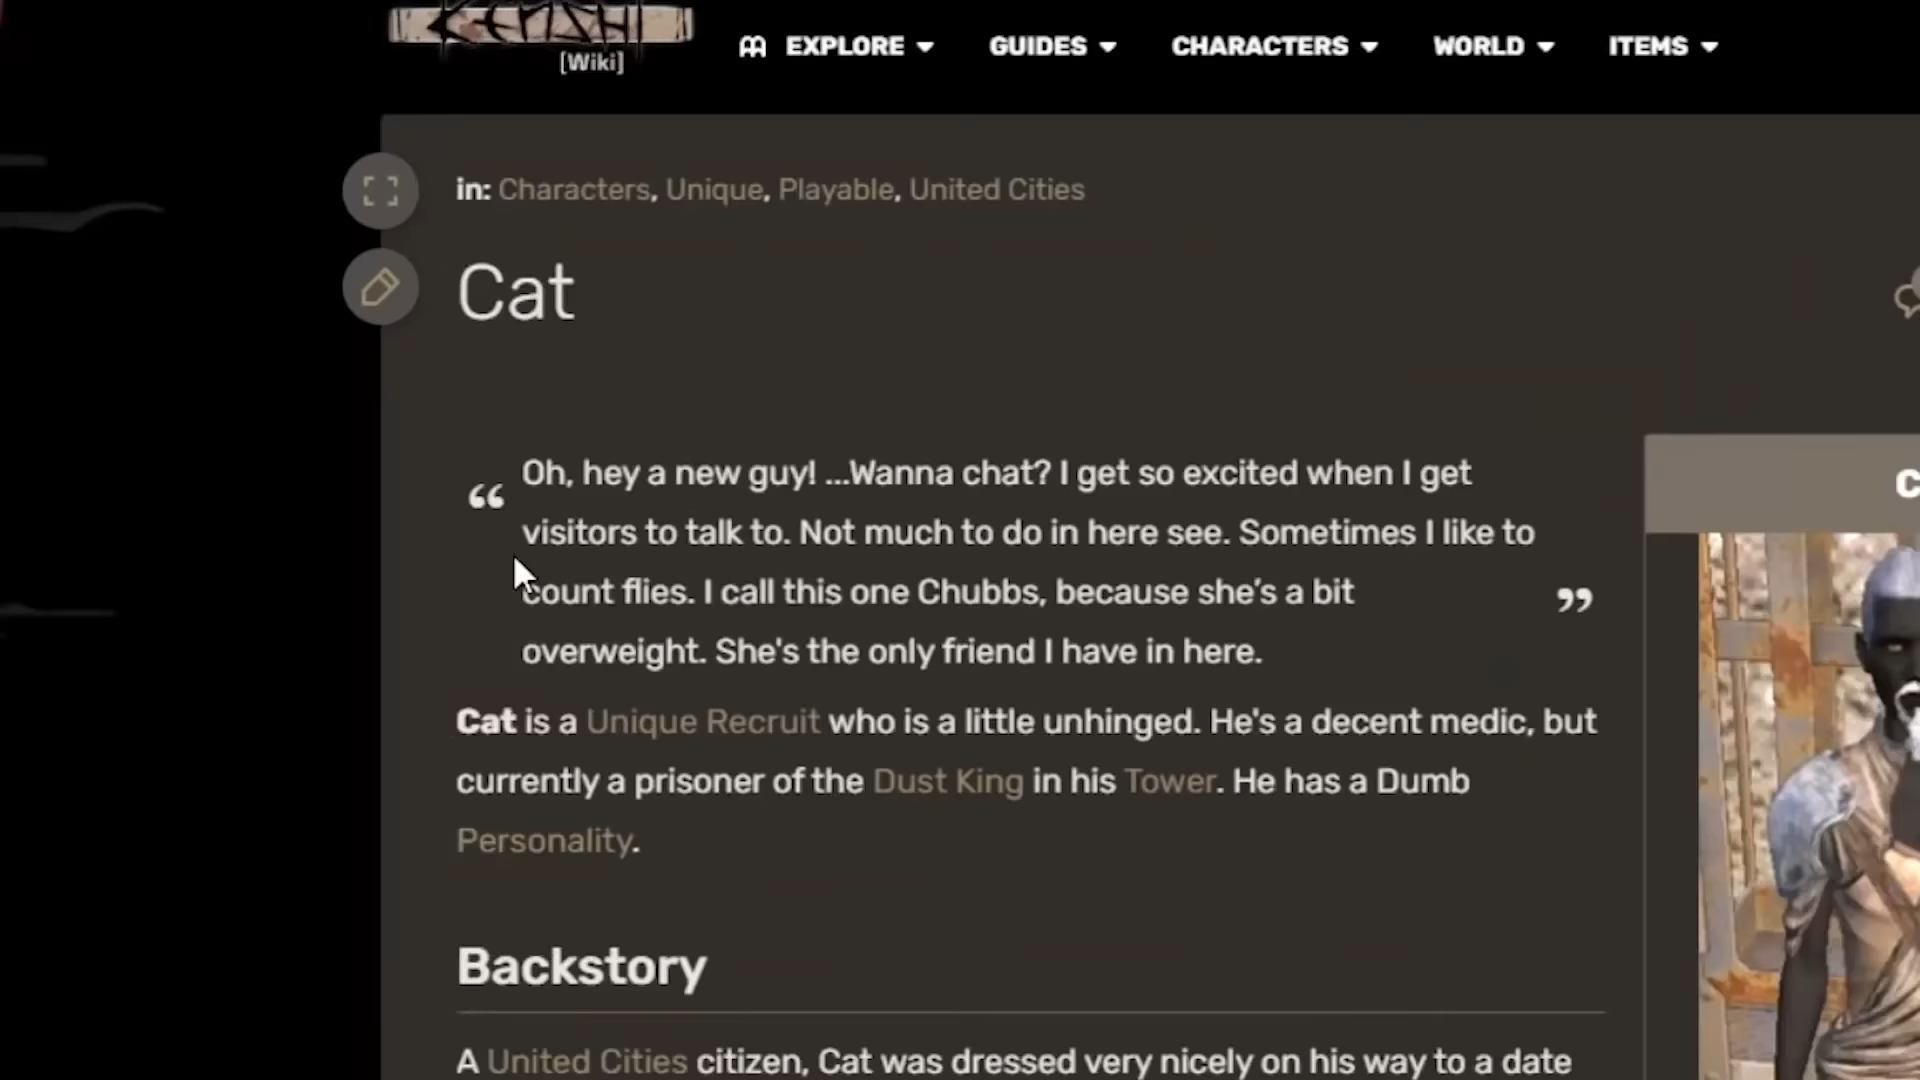 KENSHI
[Wiki]
EXPLORE GUIDES CHARACTERS WORLD ITEMS
in: Characters, Unique, Playable, United Cities
Cat
“ Oh, hey a new guy! ...Wanna chat? I get so excited when I get
visitors to talk to. Not much to do in here see. Sometimes I like to
count flies. I call this one Chubbs, because she's a bit
overweight. She's the only friend I have in here. ”
C
Cat is a Unique Recruit who is a little unhinged. He's a decent medic, but
currently a prisoner of the Dust King in his Tower. He has a Dumb
Personality.
Backstory
A United Cities citizen, Cat was dressed very nicely on his way to a date